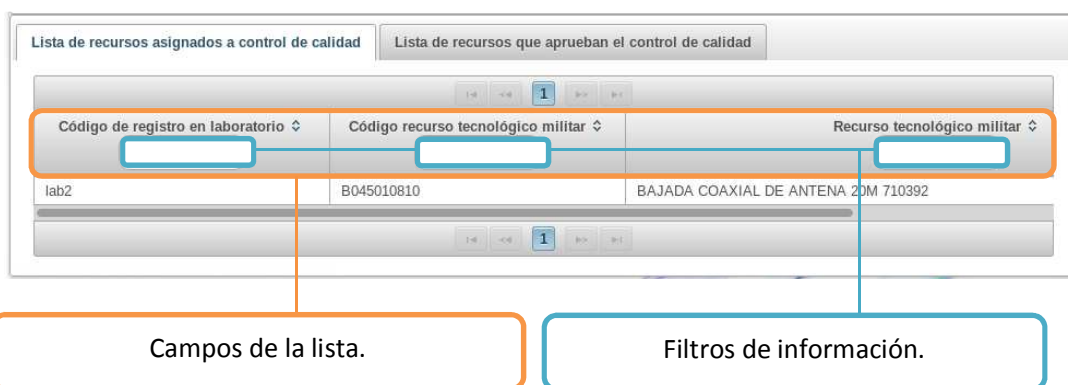 Lista de recursos asignados a control de calidad Lista de recursos que aprueban el control de calidad
1
Código de registro en laboratorio Código recurso tecnológico militar Recurso tecnológico militar
lab2 B045010810 BAJADA COAXIAL DE ANTENA 20M 710392
1
Campos de la lista. Filtros de información.